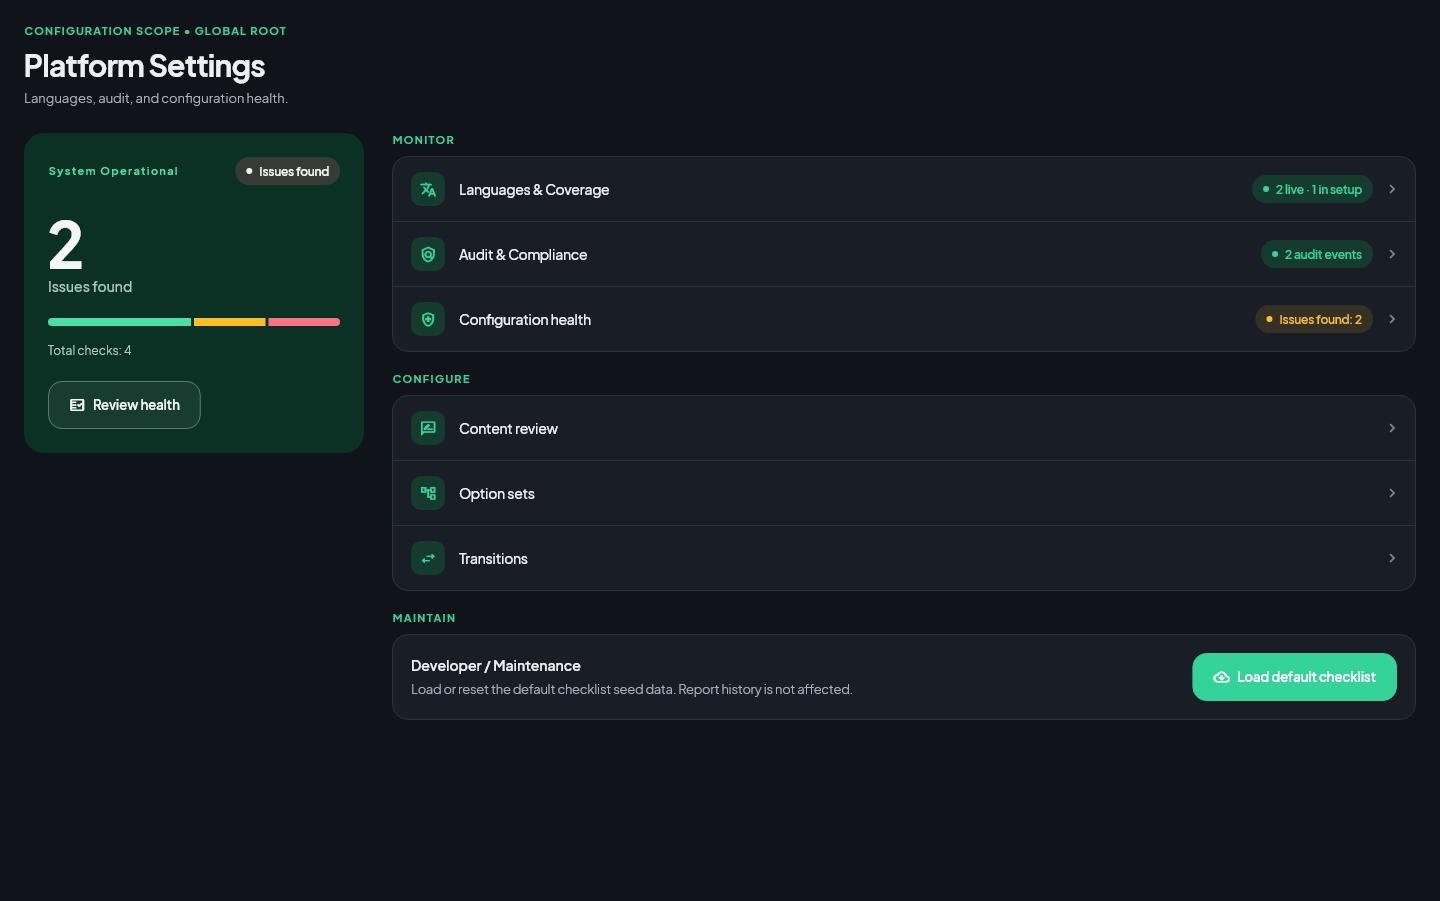 CONFIGURATION SCOPE • GLOBAL ROOT
Platform Settings
Languages, audit, and configuration health.
System Operational
Issues found
2
Issues found
Total checks: 4
Review health
MONITOR
Languages & Coverage
2 live · 1 in setup
Audit & Compliance
2 audit events
Configuration health
Issues found: 2
CONFIGURE
Content review
Option sets
Transitions
MAINTAIN
Developer / Maintenance
Load or reset the default checklist seed data. Report history is not affected.
Load default checklist